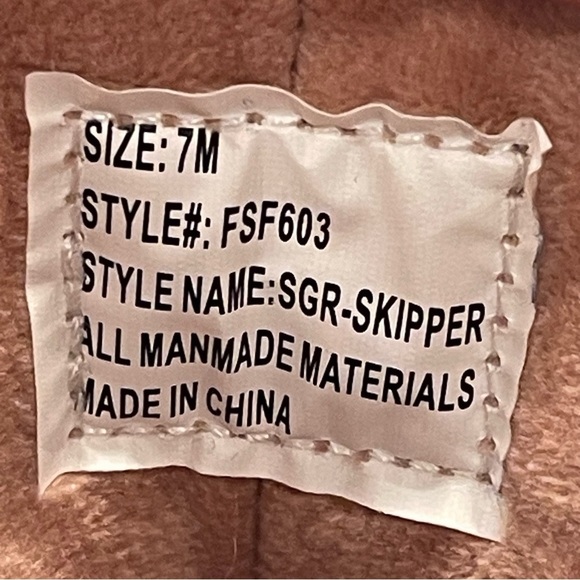 SIZE: 7M
STYLE#: FSF603
STYLE NAME:SGR-SKIPPER
ALL MANMADE MATERIALS
MADE IN CHINA